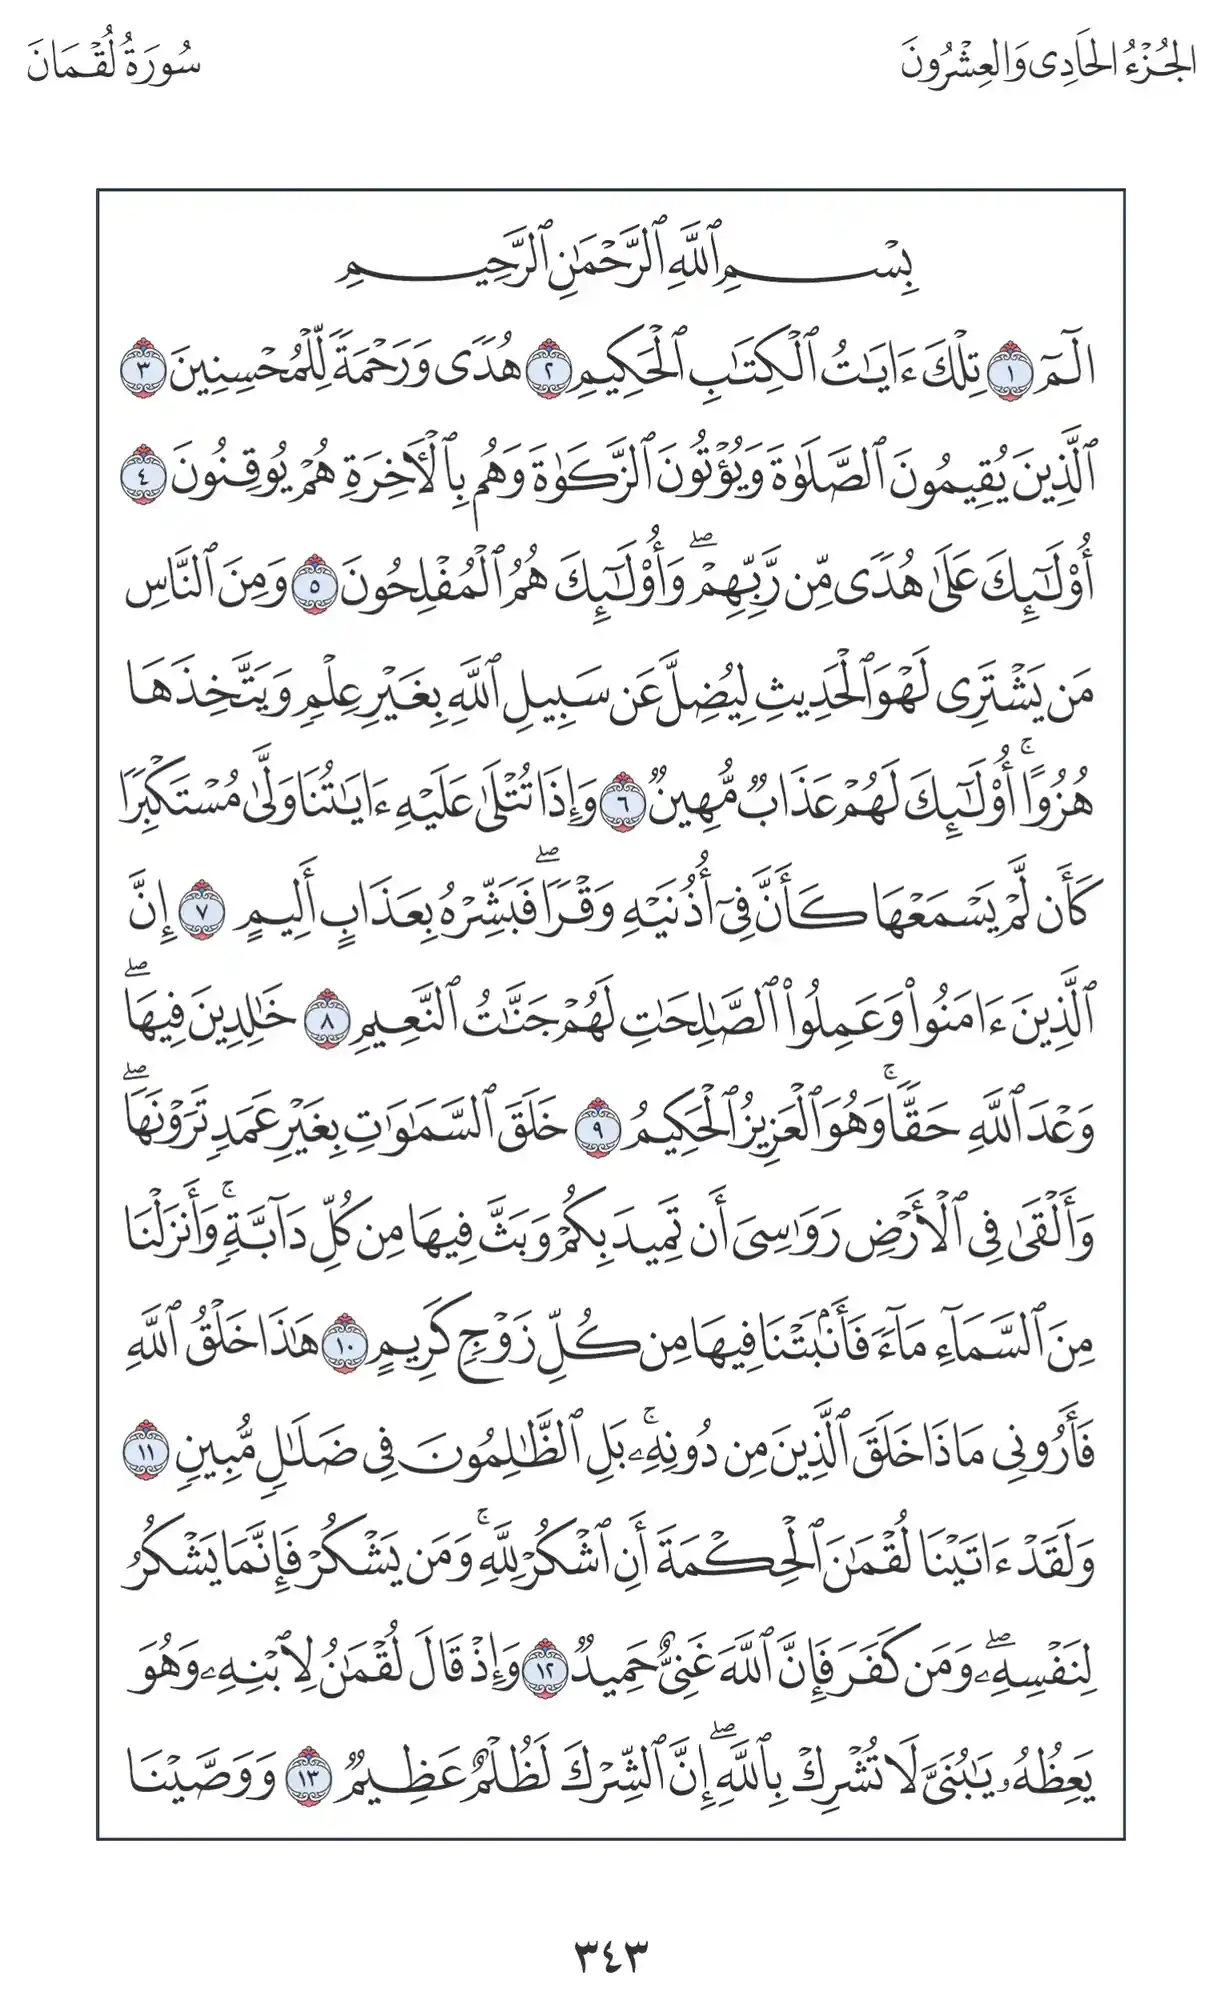 الجُزْءُ الحَادِى وَالعِشْرُونَ
سُورَةُ لُقْمَانَ
بِسْمِ ٱللَّهِ ٱلرَّحْمَٰنِ ٱلرَّحِيمِ
الٓمٓ ١ تِلْكَ ءَايَٰتُ ٱلْكِتَٰبِ ٱلْحَكِيمِ ٢ هُدًى وَرَحْمَةً لِّلْمُحْسِنِينَ ٣
ٱلَّذِينَ يُقِيمُونَ ٱلصَّلَوٰةَ وَيُؤْتُونَ ٱلزَّكَوٰةَ وَهُم بِٱلْأٓخِرَةِ هُمْ يُوقِنُونَ ٤
أُوْلَٰٓئِكَ عَلَىٰ هُدًى مِّن رَّبِّهِمْۖ وَأُوْلَٰٓئِكَ هُمُ ٱلْمُفْلِحُونَ ٥ وَمِنَ ٱلنَّاسِ
مَن يَشْتَرِى لَهْوَ ٱلْحَدِيثِ لِيُضِلَّ عَن سَبِيلِ ٱللَّهِ بِغَيْرِ عِلْمٍ وَيَتَّخِذَهَا
هُزُوًاۚ أُوْلَٰٓئِكَ لَهُمْ عَذَابٌ مُّهِينٌ ٦ وَإِذَا تُتْلَىٰ عَلَيْهِ ءَايَٰتُنَا وَلَّىٰ مُسْتَكْبِرًا
كَأَن لَّمْ يَسْمَعْهَا كَأَنَّ فِىٓ أُذُنَيْهِ وَقْرًاۖ فَبَشِّرْهُ بِعَذَابٍ أَلِيمٍ ٧ إِنَّ
ٱلَّذِينَ ءَامَنُوا۟ وَعَمِلُوا۟ ٱلصَّٰلِحَٰتِ لَهُمْ جَنَّٰتُ ٱلنَّعِيمِ ٨ خَٰلِدِينَ فِيهَاۖ
وَعْدَ ٱللَّهِ حَقًّاۚ وَهُوَ ٱلْعَزِيزُ ٱلْحَكِيمُ ٩ خَلَقَ ٱلسَّمَٰوَٰتِ بِغَيْرِ عَمَدٍ تَرَوْنَهَاۖ
وَأَلْقَىٰ فِى ٱلْأَرْضِ رَوَٰسِىَ أَن تَمِيدَ بِكُمْ وَبَثَّ فِيهَا مِن كُلِّ دَآبَّةٍۚ وَأَنزَلْنَا
مِنَ ٱلسَّمَآءِ مَآءً فَأَنۢبَتْنَا فِيهَا مِن كُلِّ زَوْجٍ كَرِيمٍ ١٠ هَٰذَا خَلْقُ ٱللَّهِ
فَأَرُونِى مَاذَا خَلَقَ ٱلَّذِينَ مِن دُونِهِۦۚ بَلِ ٱلظَّٰلِمُونَ فِى ضَلَٰلٍ مُّبِينٍ ١١
وَلَقَدْ ءَاتَيْنَا لُقْمَٰنَ ٱلْحِكْمَةَ أَنِ ٱشْكُرْ لِلَّهِۚ وَمَن يَشْكُرْ فَإِنَّمَا يَشْكُرُ
لِنَفْسِهِۦۖ وَمَن كَفَرَ فَإِنَّ ٱللَّهَ غَنِىٌّ حَمِيدٌ ١٢ وَإِذْ قَالَ لُقْمَٰنُ لِٱبْنِهِۦ وَهُوَ
يَعِظُهُۥ يَٰبُنَىَّ لَا تُشْرِكْ بِٱللَّهِۖ إِنَّ ٱلشِّرْكَ لَظُلْمٌ عَظِيمٌ ١٣ وَوَصَّيْنَا
٣٤٣